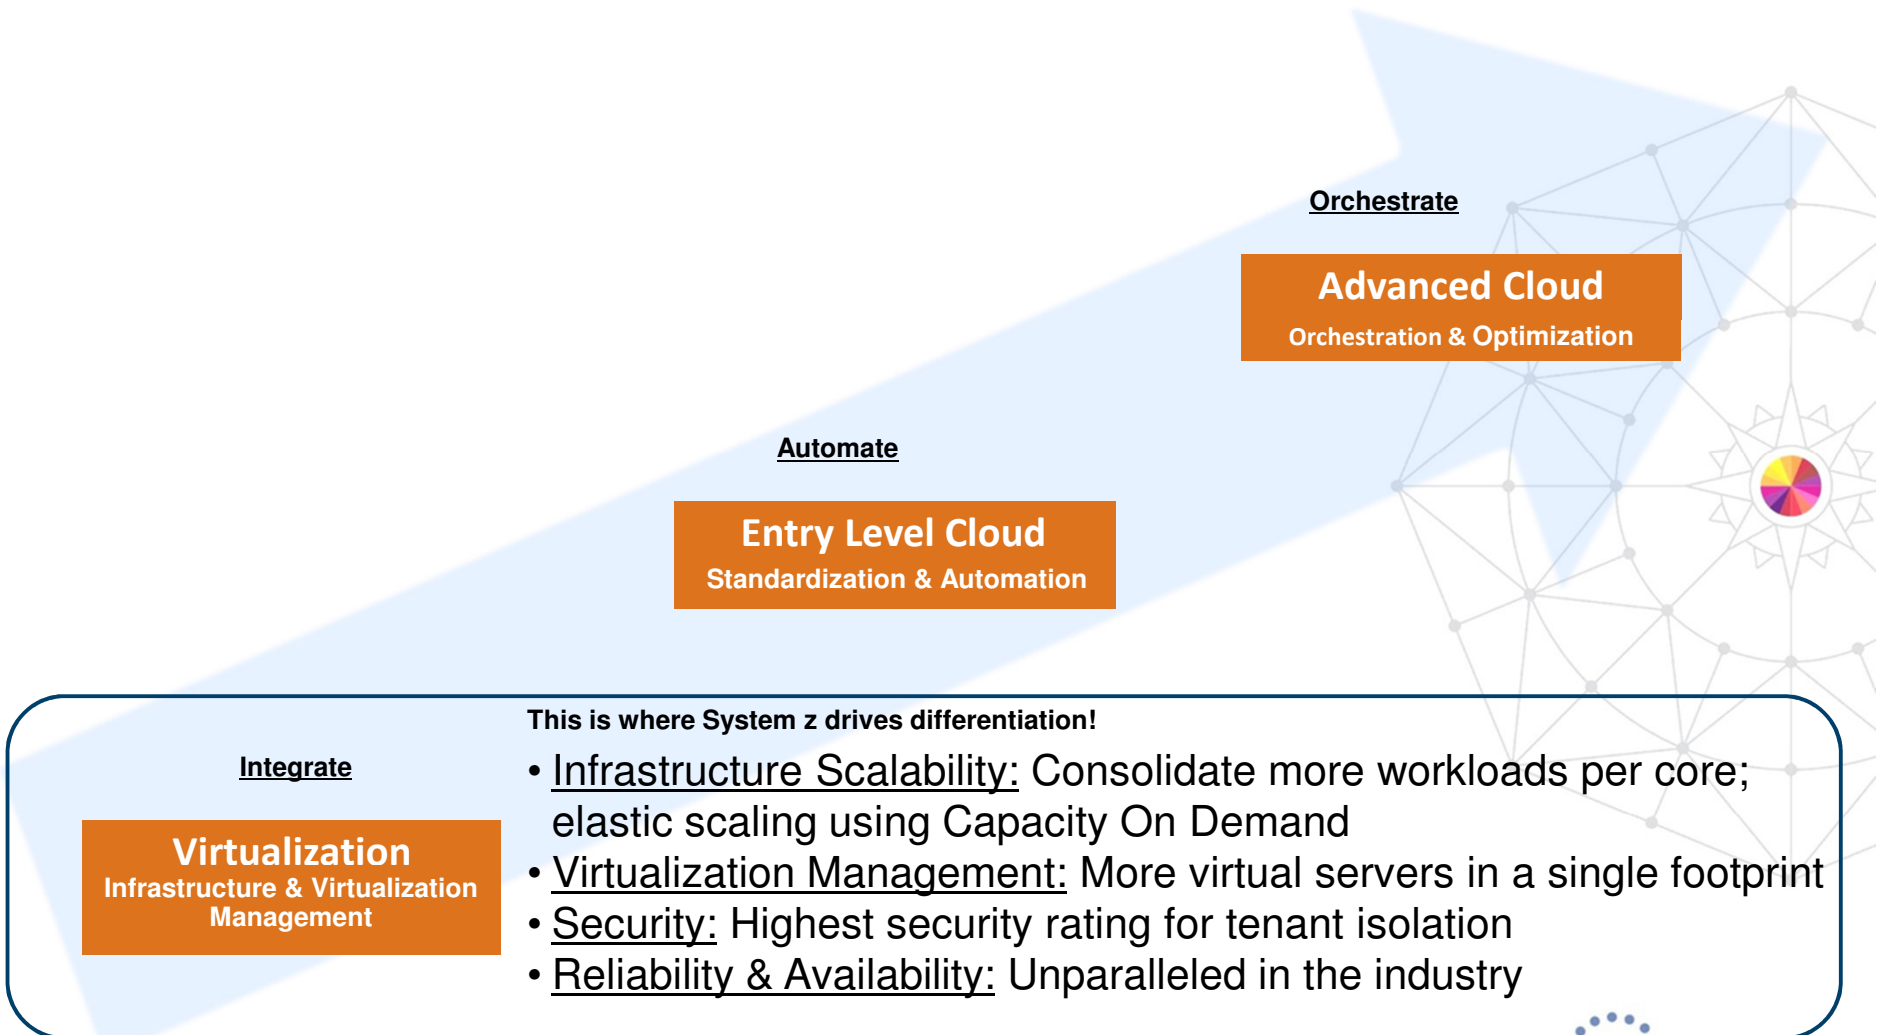 Orchestrate
Advanced Cloud
Orchestration & Optimization
Automate
Entry Level Cloud
Standardization & Automation
This is where System z drives differentiation!
Integrate
Virtualization
Infrastructure & Virtualization
Management
• Infrastructure Scalability: Consolidate more workloads per core;
elastic scaling using Capacity On Demand
• Virtualization Management: More virtual servers in a single footprint
• Security: Highest security rating for tenant isolation
• Reliability & Availability: Unparalleled in the industry